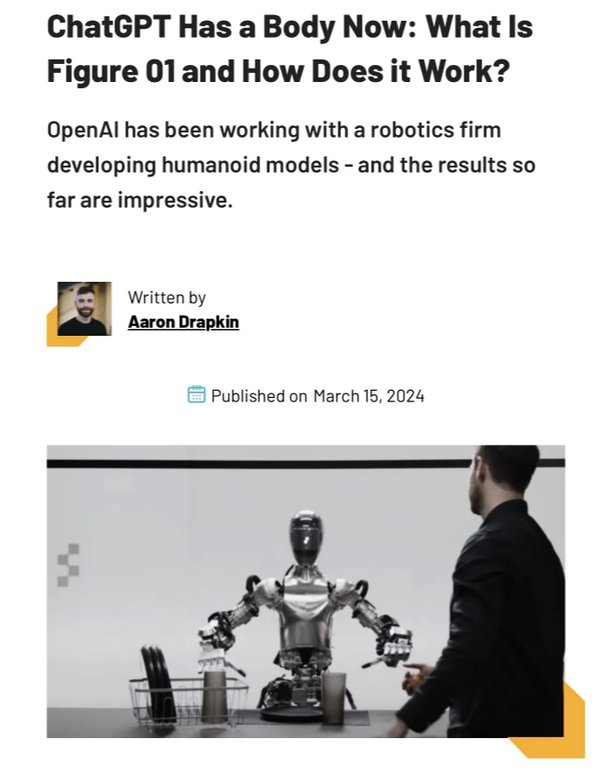 ChatGPT Has a Body Now: What Is
Figure 01 and How Does it Work?
OpenAI has been working with a robotics firm
developing humanoid models - and the results so
far are impressive.
Written by
Aaron Drapkin
Published on March 15, 2024